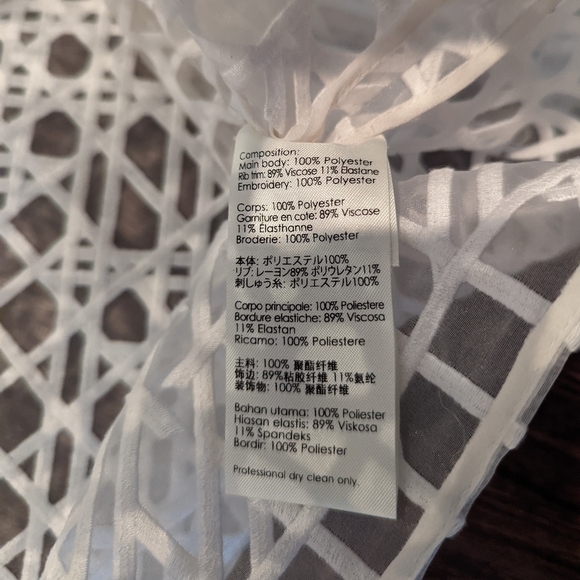 Composition:
Main body: 100% Polyester
Rib trim: 89% Viscose 11% Elastane
Embroidery: 100% Polyester
Corps: 100% Polyester
Garniture en cote: 89% Viscose
11% Élasthanne
Broderie: 100% Polyester
本体: ポリエステル100%
リブ: レーヨン89% ポリウレタン11%
刺しゅう糸: ポリエステル100%
Corpo principale: 100% Poliestere
Bordure elastiche: 89% Viscosa
11% Elastan
Ricamo: 100% Poliestere
主料: 100% 聚酯纤维
饰边: 89%粘胶纤维 11%氨纶
装饰物: 100% 聚酯纤维
Bahan utama: 100% Poliester
Hiasan elastis: 89% Viskosa
11% Spandeks
Bordir: 100% Poliester
Professional dry clean only.